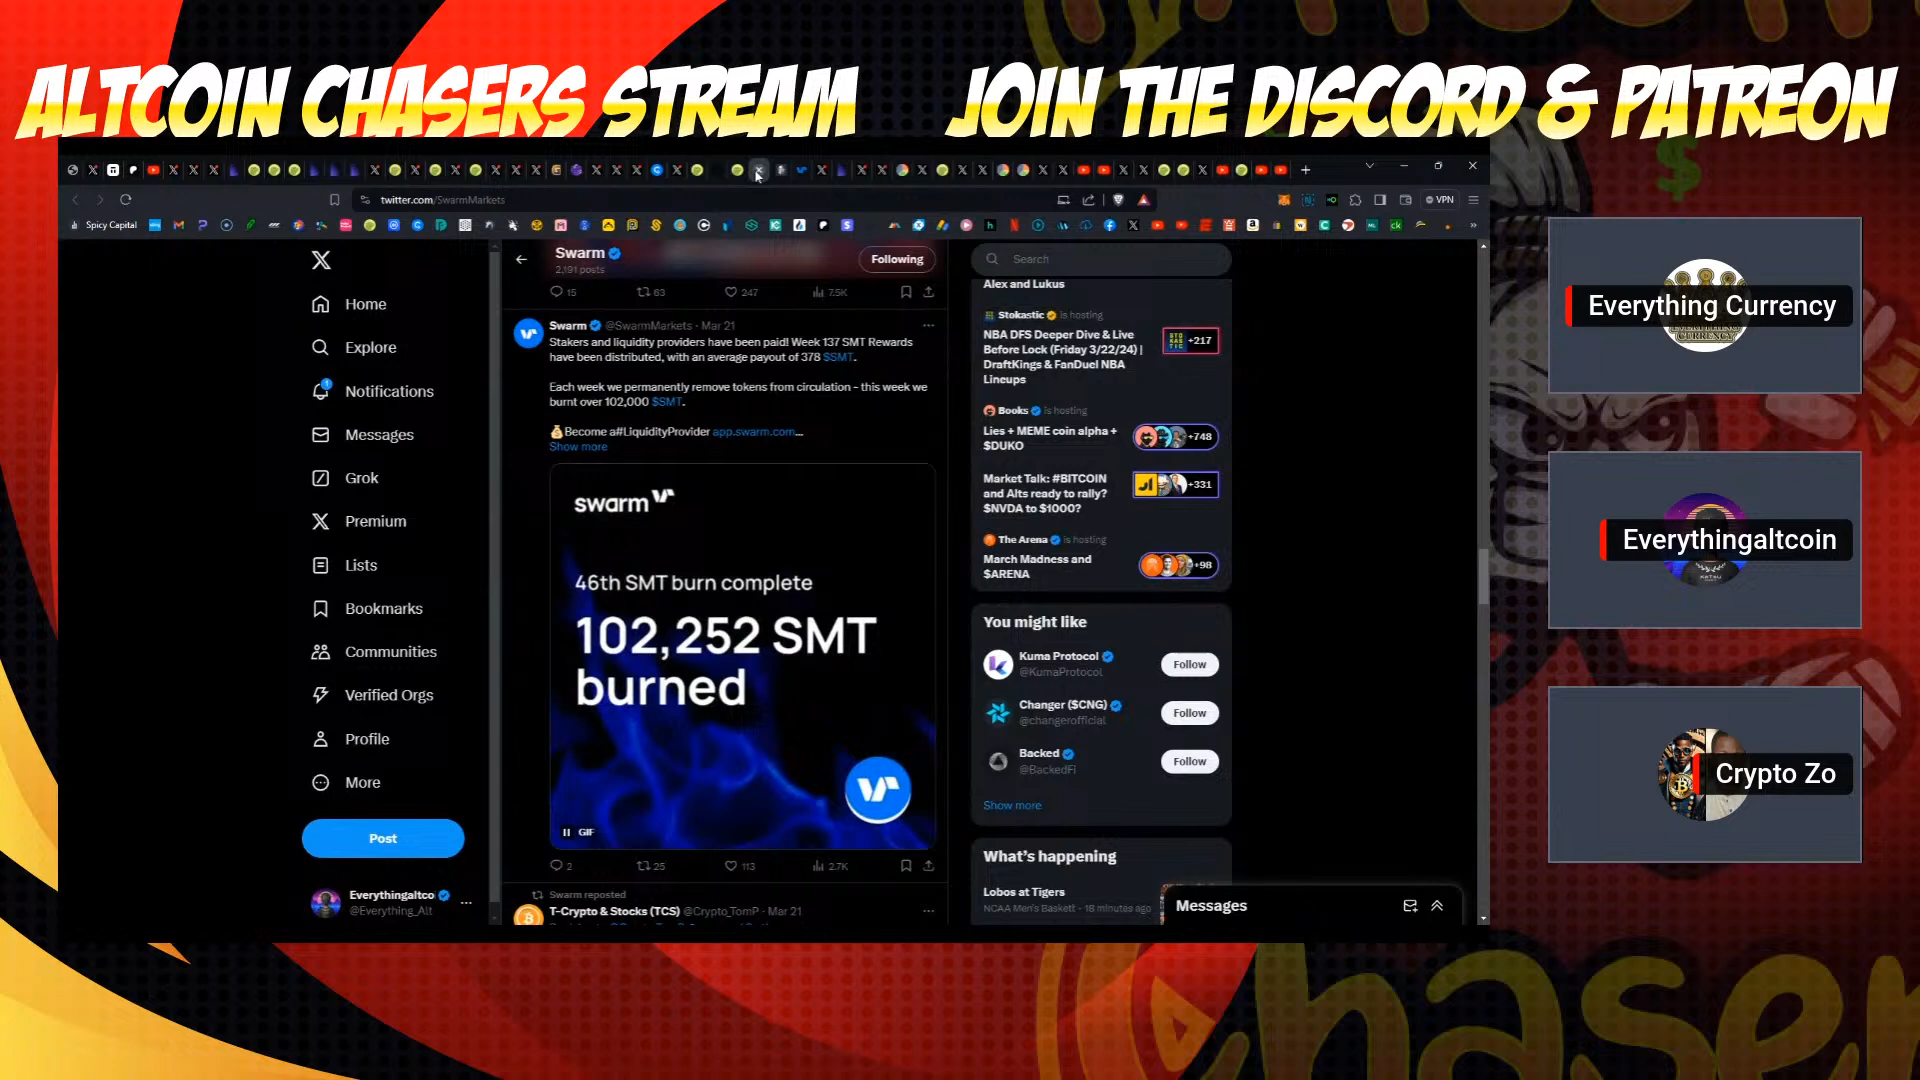 ALTCOIN CHASERS STREAM
JOIN THE DISCORD & PATREON
twitter.com/SwarmMarkets
VPN
Spicy Capital
Home
Explore
Notifications
Messages
Grok
Premium
Lists
Bookmarks
Communities
Verified Orgs
Profile
More
Post
Everythingaltco
@Everything_Alt
Swarm
2,191 posts
Following
15 63 247 7.5K
Swarm @SwarmMarkets · Mar 21
Stakers and liquidity providers have been paid! Week 137 SMT Rewards
have been distributed, with an average payout of 378 $SMT.
Each week we permanently remove tokens from circulation - this week we
burnt over 102,000 $SMT.
Become a#LiquidityProvider app.swarm.com...
Show more
swarm
46th SMT burn complete
102,252 SMT
burned
GIF
2 25 113 2.7K
Swarm reposted
T-Crypto & Stocks (TCS) @Crypto_TomP · Mar 21
Search
Alex and Lukus
Stokastic is hosting
NBA DFS Deeper Dive & Live
Before Lock (Friday 3/22/24) |
DraftKings & FanDuel NBA
Lineups
+217
Books is hosting
Lies + MEME coin alpha +
$DUKO
+748
Market Talk: #BITCOIN
and Alts ready to rally?
$NVDA to $1000?
+331
The Arena is hosting
March Madness and
$ARENA
+98
You might like
Kuma Protocol
@KumaProtocol
Follow
Changer ($CNG)
@changerofficial
Follow
Backed
@BackedFi
Follow
Show more
What's happening
Lobos at Tigers
NCAA Men's Basketb · 18 minutes ago
Messages
Everything Currency
Everythingaltcoin
Crypto Zo